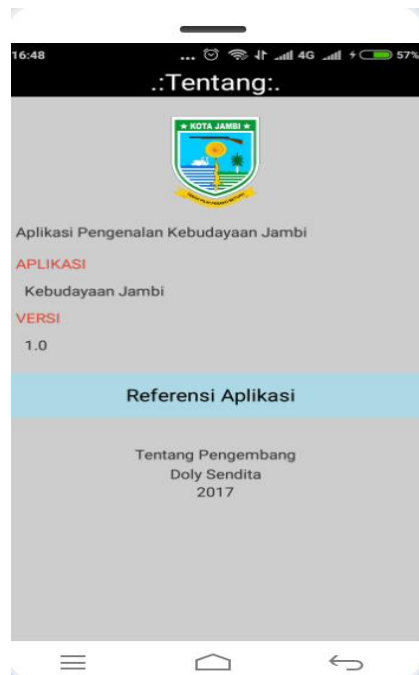 16:48 ... 4G 57%
.:Tentang:.
KOTA JAMBI
Aplikasi Pengenalan Kebudayaan Jambi
APLIKASI
Kebudayaan Jambi
VERSI
1.0
Referensi Aplikasi
Tentang Pengembang
Doly Sendita
2017